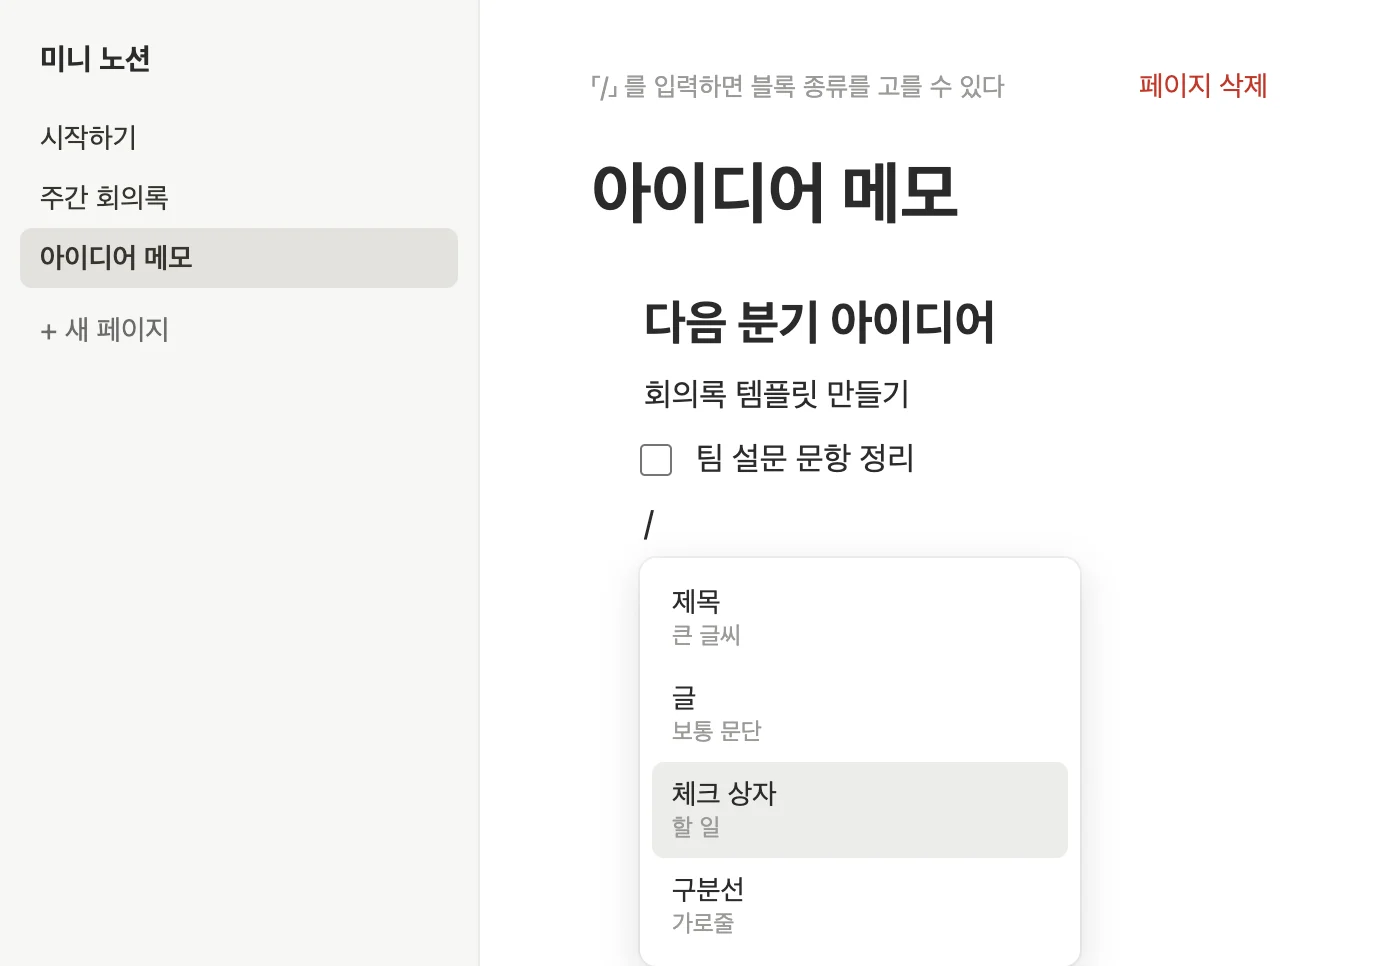 미니 노션
시작하기
주간 회의록
아이디어 메모
+ 새 페이지
「/」 를 입력하면 블록 종류를 고를 수 있다
페이지 삭제
아이디어 메모
다음 분기 아이디어
회의록 템플릿 만들기
팀 설문 문항 정리
/
제목
큰 글씨
글
보통 문단
체크 상자
할 일
구분선
가로줄